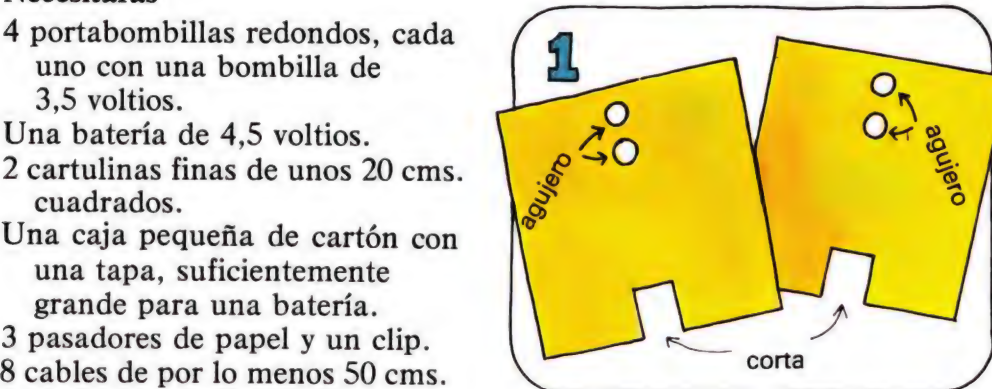 Necesitarás
4 portabombillas redondos, cada
uno con una bombilla de
3,5 voltios.
Una batería de 4,5 voltios.
2 cartulinas finas de unos 20 cms.
cuadrados.
Una caja pequeña de cartón con
una tapa, suficientemente
grande para una batería.
3 pasadores de papel y un clip.
8 cables de por lo menos 50 cms.
1
agujero
agujero
corta